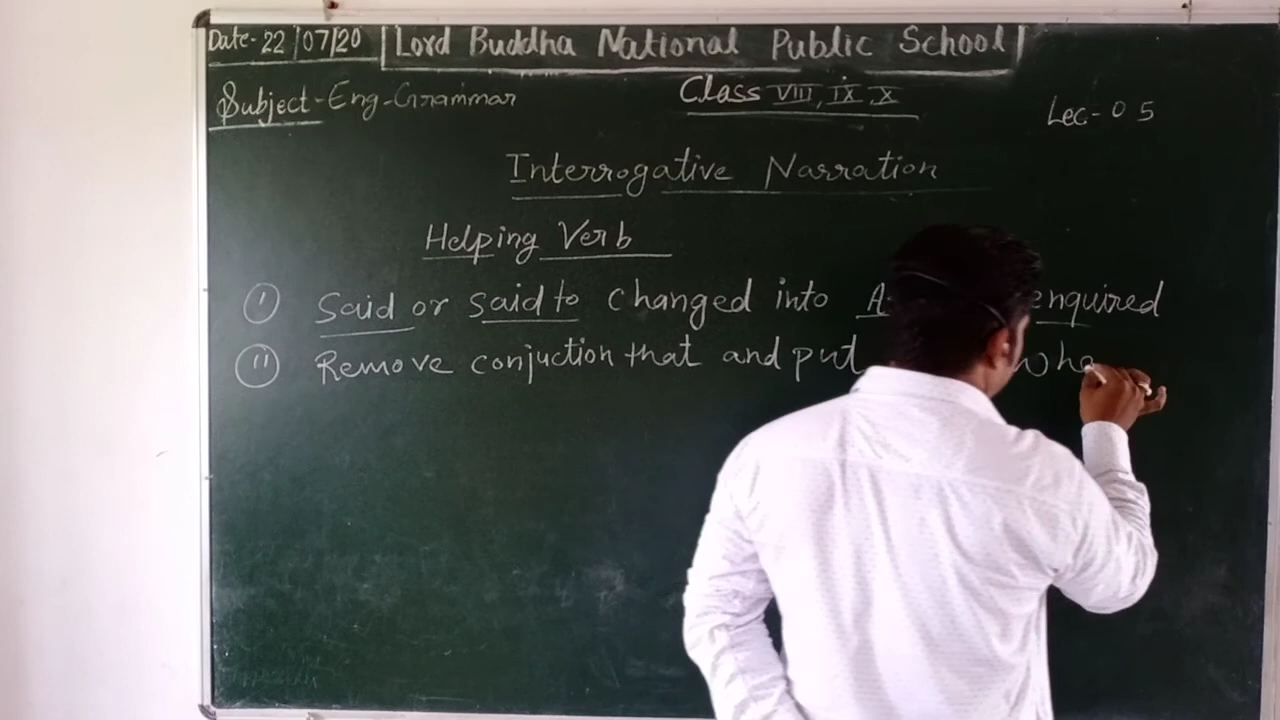 Date-22/07/20 Lord Buddha National Public School
Subject-Eng-Grammar Class VIII, IX, X Lec-05
Interrogative Narration
Helping Verb
(i) Said or said to changed into enquired
(ii) Remove conjuction that and put